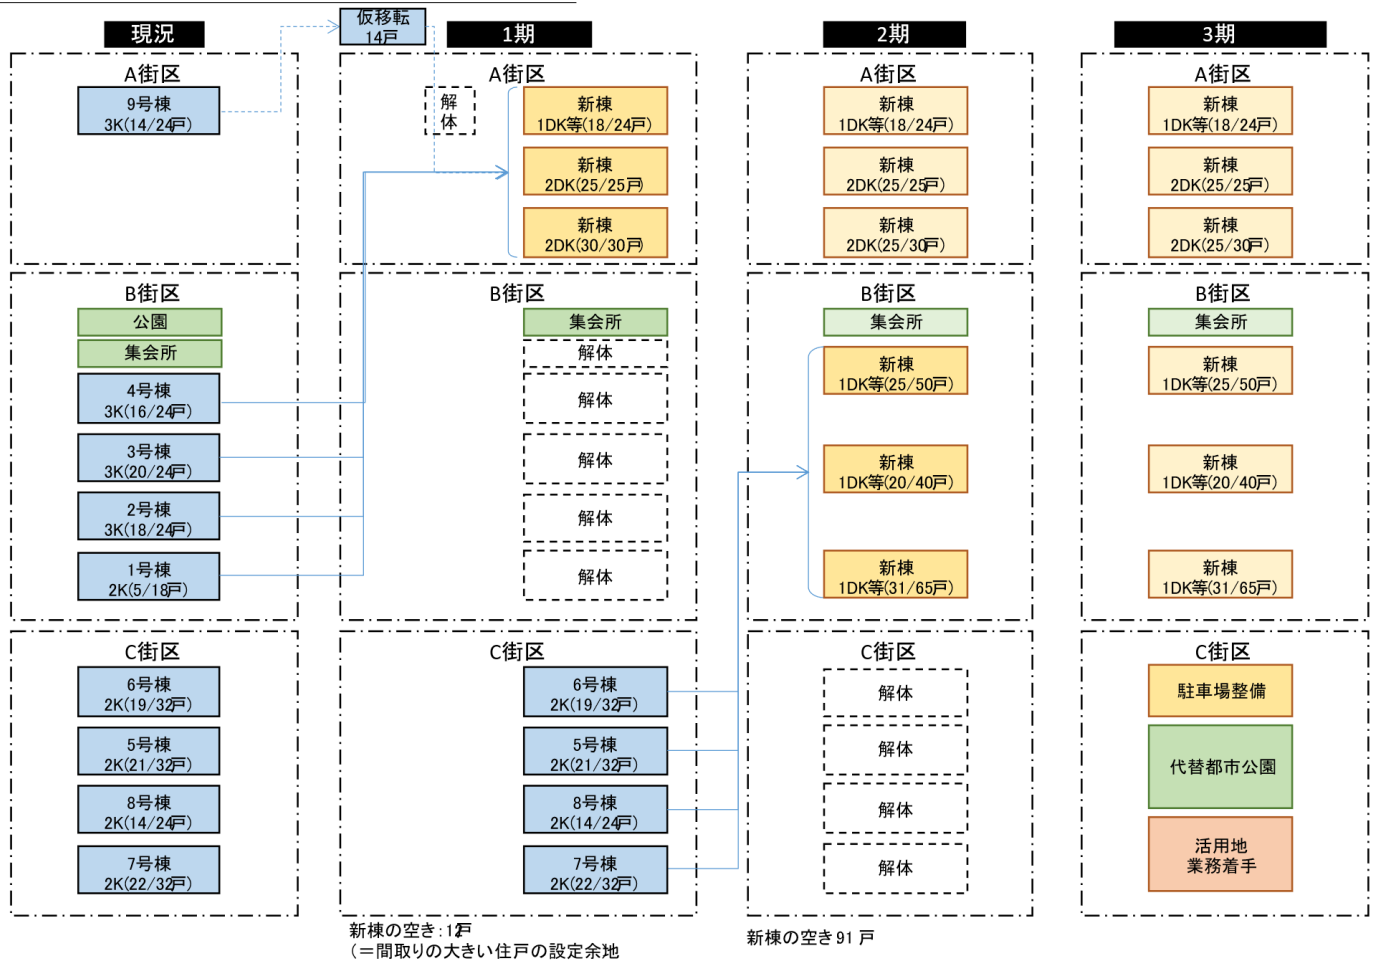 現況
仮移転
14戸
1期
2期
3期
A街区
9号棟
3K(14/24戸)
B街区
公園
集会所
4号棟
3K(16/24戸)
3号棟
3K(20/24戸)
2号棟
3K(18/24戸)
1号棟
2K(5/18戸)
C街区
6号棟
2K(19/32戸)
5号棟
2K(21/32戸)
8号棟
2K(14/24戸)
7号棟
2K(22/32戸)
A街区
解
体
新棟
1DK等(18/24戸)
新棟
2DK(25/25戸)
新棟
2DK(30/30戸)
B街区
集会所
解体
解体
解体
解体
解体
C街区
6号棟
2K(19/32戸)
5号棟
2K(21/32戸)
8号棟
2K(14/24戸)
7号棟
2K(22/32戸)
新棟の空き:12戸
(=間取りの大きい住戸の設定余地
A街区
新棟
1DK等(18/24戸)
新棟
2DK(25/25戸)
新棟
2DK(25/30戸)
B街区
集会所
新棟
1DK等(25/50戸)
新棟
1DK等(20/40戸)
新棟
1DK等(31/65戸)
C街区
解体
解体
解体
解体
新棟の空き91戸
A街区
新棟
1DK等(18/24戸)
新棟
2DK(25/25戸)
新棟
2DK(25/30戸)
B街区
集会所
新棟
1DK等(25/50戸)
新棟
1DK等(20/40戸)
新棟
1DK等(31/65戸)
C街区
駐車場整備
代替都市公園
活用地
業務着手